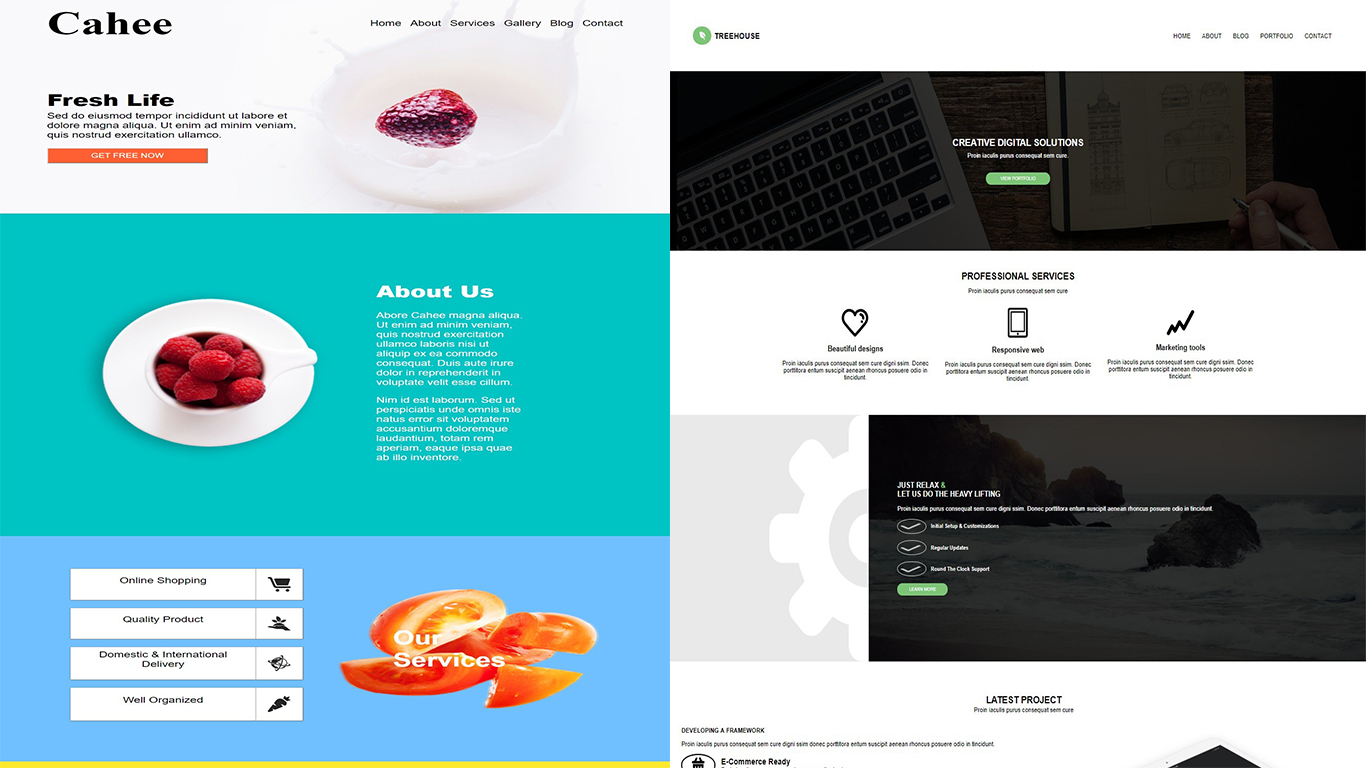 Cahee
Home About Services Gallery Blog Contact
Fresh Life
Sed do eiusmod tempor incididunt ut labore et
dolore magna aliqua. Ut enim ad minim veniam,
quis nostrud exercitation ullamco.
GET FREE NOW
About Us
Abore Cahee magna aliqua.
Ut enim ad minim veniam,
quis nostrud exercitation
ullamco laboris nisi ut
aliquip ex ea commodo
consequat. Duis aute irure
dolor in reprehenderit in
voluptate velit esse cillum.
Nim id est laborum. Sed ut
perspiciatis unde omnis iste
natus error sit voluptatem
accusantium doloremque
laudantium, totam rem
aperiam, eaque ipsa quae
ab illo inventore.
Online Shopping
Quality Product
Domestic & International
Delivery
Well Organized
Our
Services
TREEHOUSE
HOME ABOUT BLOG PORTFOLIO CONTACT
CREATIVE DIGITAL SOLUTIONS
Proin iaculis purus consequat sem cure.
VIEW PORTFOLIO
PROFESSIONAL SERVICES
Proin iaculis purus consequat sem cure
Beautiful designs
Proin iaculis purus consequat sem cure digni ssim. Donec
porttitora entum suscipit aenean rhoncus posuere odio in
tincidunt.
Responsive web
Proin iaculis purus consequat sem cure digni ssim. Donec
porttitora entum suscipit aenean rhoncus posuere odio in
tincidunt
Marketing tools
Proin iaculis purus consequat sem cure digni ssim. Donec
porttitora entum suscipit aenean rhoncus posuere odio in
tincidunt
JUST RELAX &
LET US DO THE HEAVY LIFTING
Proin iaculis purus consequat sem cure digni ssim. Donec porttitora entum suscipit aenean rhoncus posuere odio in tincidunt.
Initial Setup & Customizations
Regular Updates
Round The Clock Support
LEARN MORE
LATEST PROJECT
Proin iaculis purus consequat sem cure
DEVELOPING A FRAMEWORK
Proin iaculis purus consequat sem cure digni ssim donec porttitora entum suscipit aenean rhoncus posuere odio in tincidunt.
E-Commerce Ready